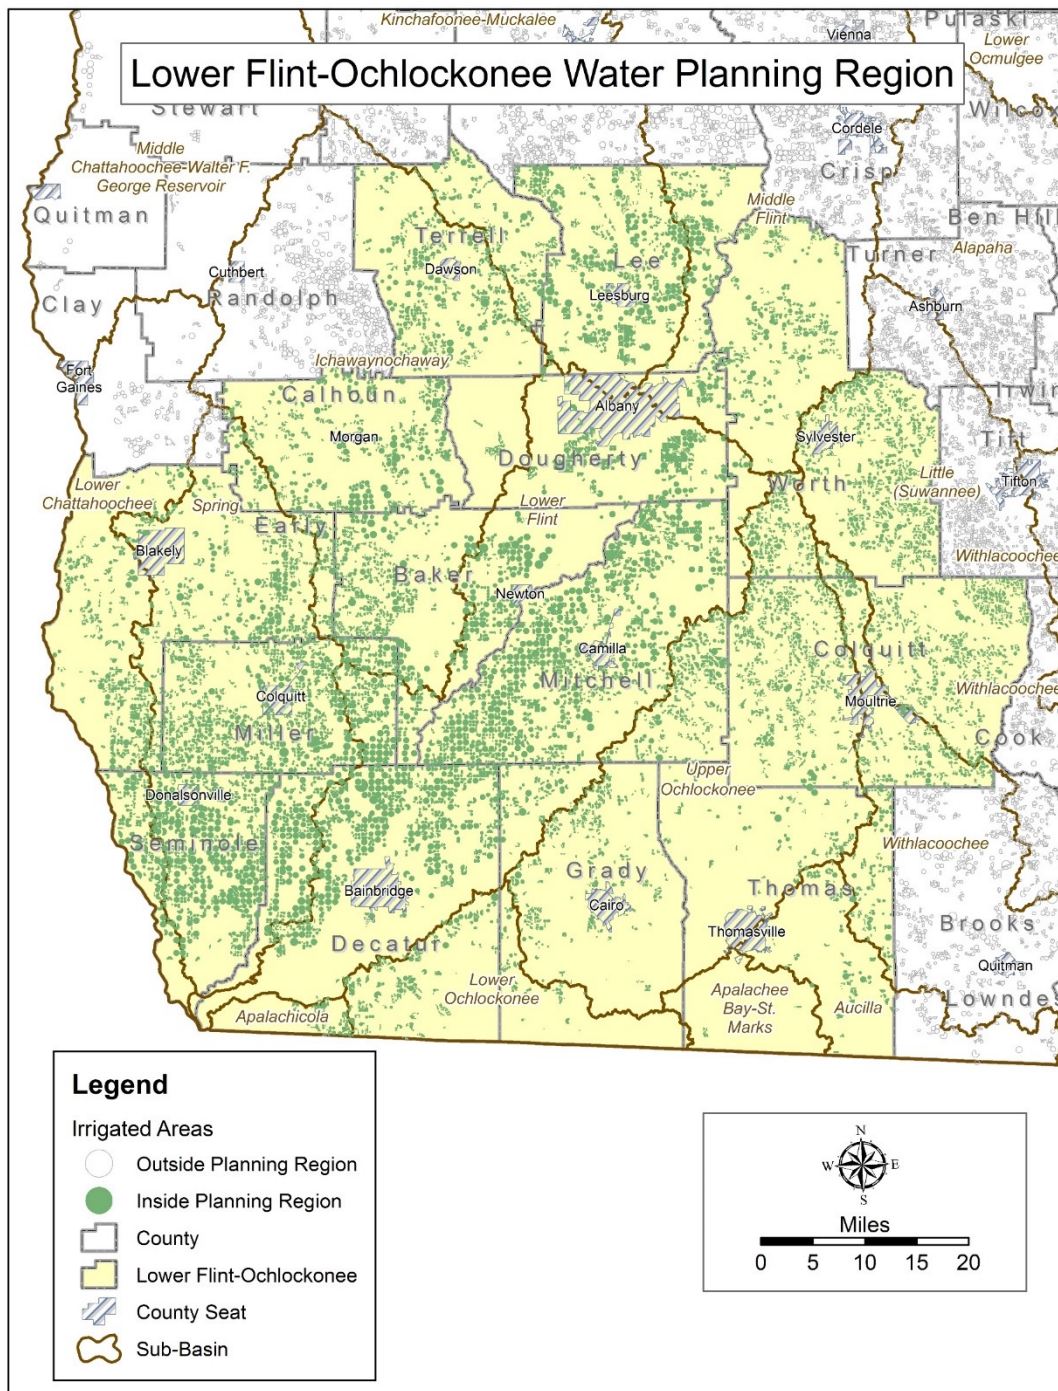 Kinchafoonee-Muckalee
Vienna
Pulaski
Lower
Ocmulgee
Lower Flint-Ochlockonee Water Planning Region
Stewart
Wilcox
Cordele
Middle
Chattahoochee-Walter F.
George Reservoir
Crisp
Quitman
Middle
Flint
Ben Hill
Alapaha
Terrell
Lee
Turner
Cuthbert
Dawson
Clay
Randolph
Leesburg
Ashburn
Ichawaynochaway
Fort
Gaines
Calhoun
Albany
Irwin
Morgan
Sylvester
Tift
Dougherty
Lower
Chattahoochee
Spring
Lower
Flint
Worth
Little
(Suwannee)
Tifton
Early
Blakely
Withlacoochee
Baker
Newton
Camilla
Colquitt
Mitchell
Colquitt
Moultrie
Withlacoochee
Miller
Cook
Donalsonville
Upper
Ochlockonee
Seminole
Withlacoochee
Grady
Thomas
Bainbridge
Cairo
Thomasville
Brooks
Decatur
Quitman
Lower
Ochlockonee
Apalachee
Bay-St.
Marks
Aucilla
Lowndes
Apalachicola
Legend
Irrigated Areas
Outside Planning Region
Inside Planning Region
County
Lower Flint-Ochlockonee
County Seat
Sub-Basin
N
W E
S
Miles
0 5 10 15 20